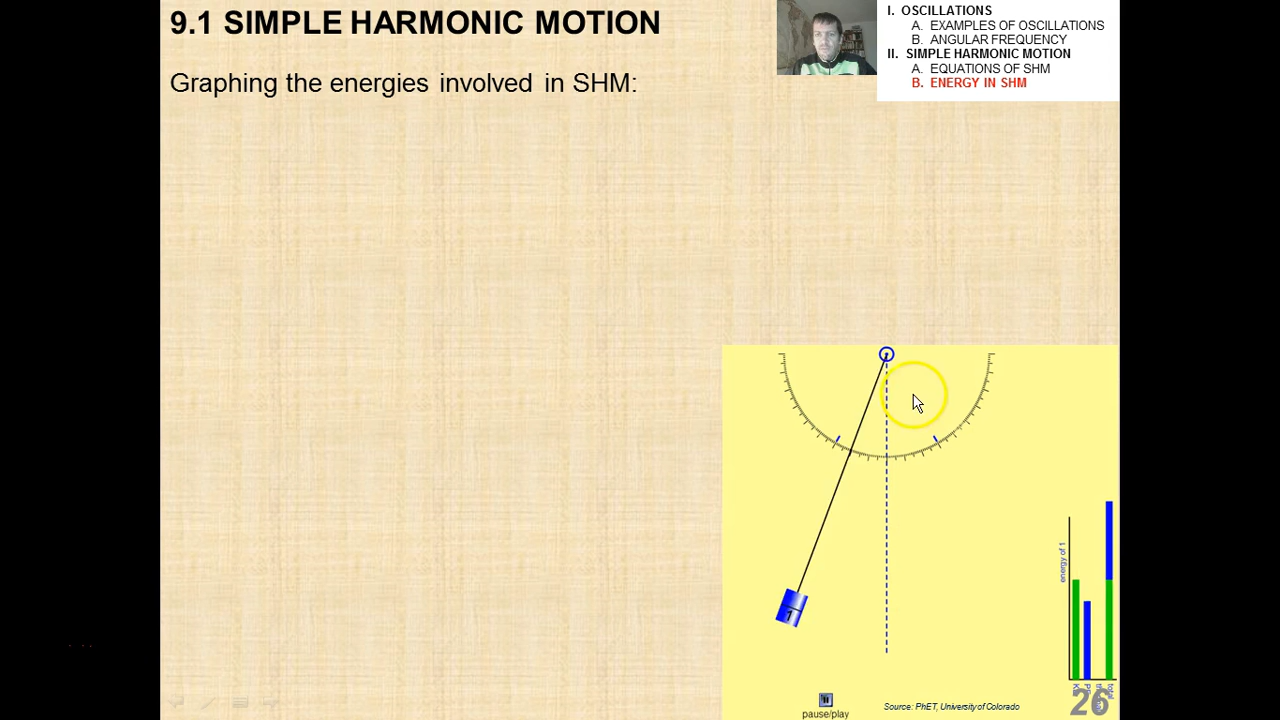 9.1 SIMPLE HARMONIC MOTION
I. OSCILLATIONS
A. EXAMPLES OF OSCILLATIONS
B. ANGULAR FREQUENCY
II. SIMPLE HARMONIC MOTION
A. EQUATIONS OF SHM
B. ENERGY IN SHM
Graphing the energies involved in SHM:
1
energy of 1
total
26
pause/play
Source: PhET, University of Colorado